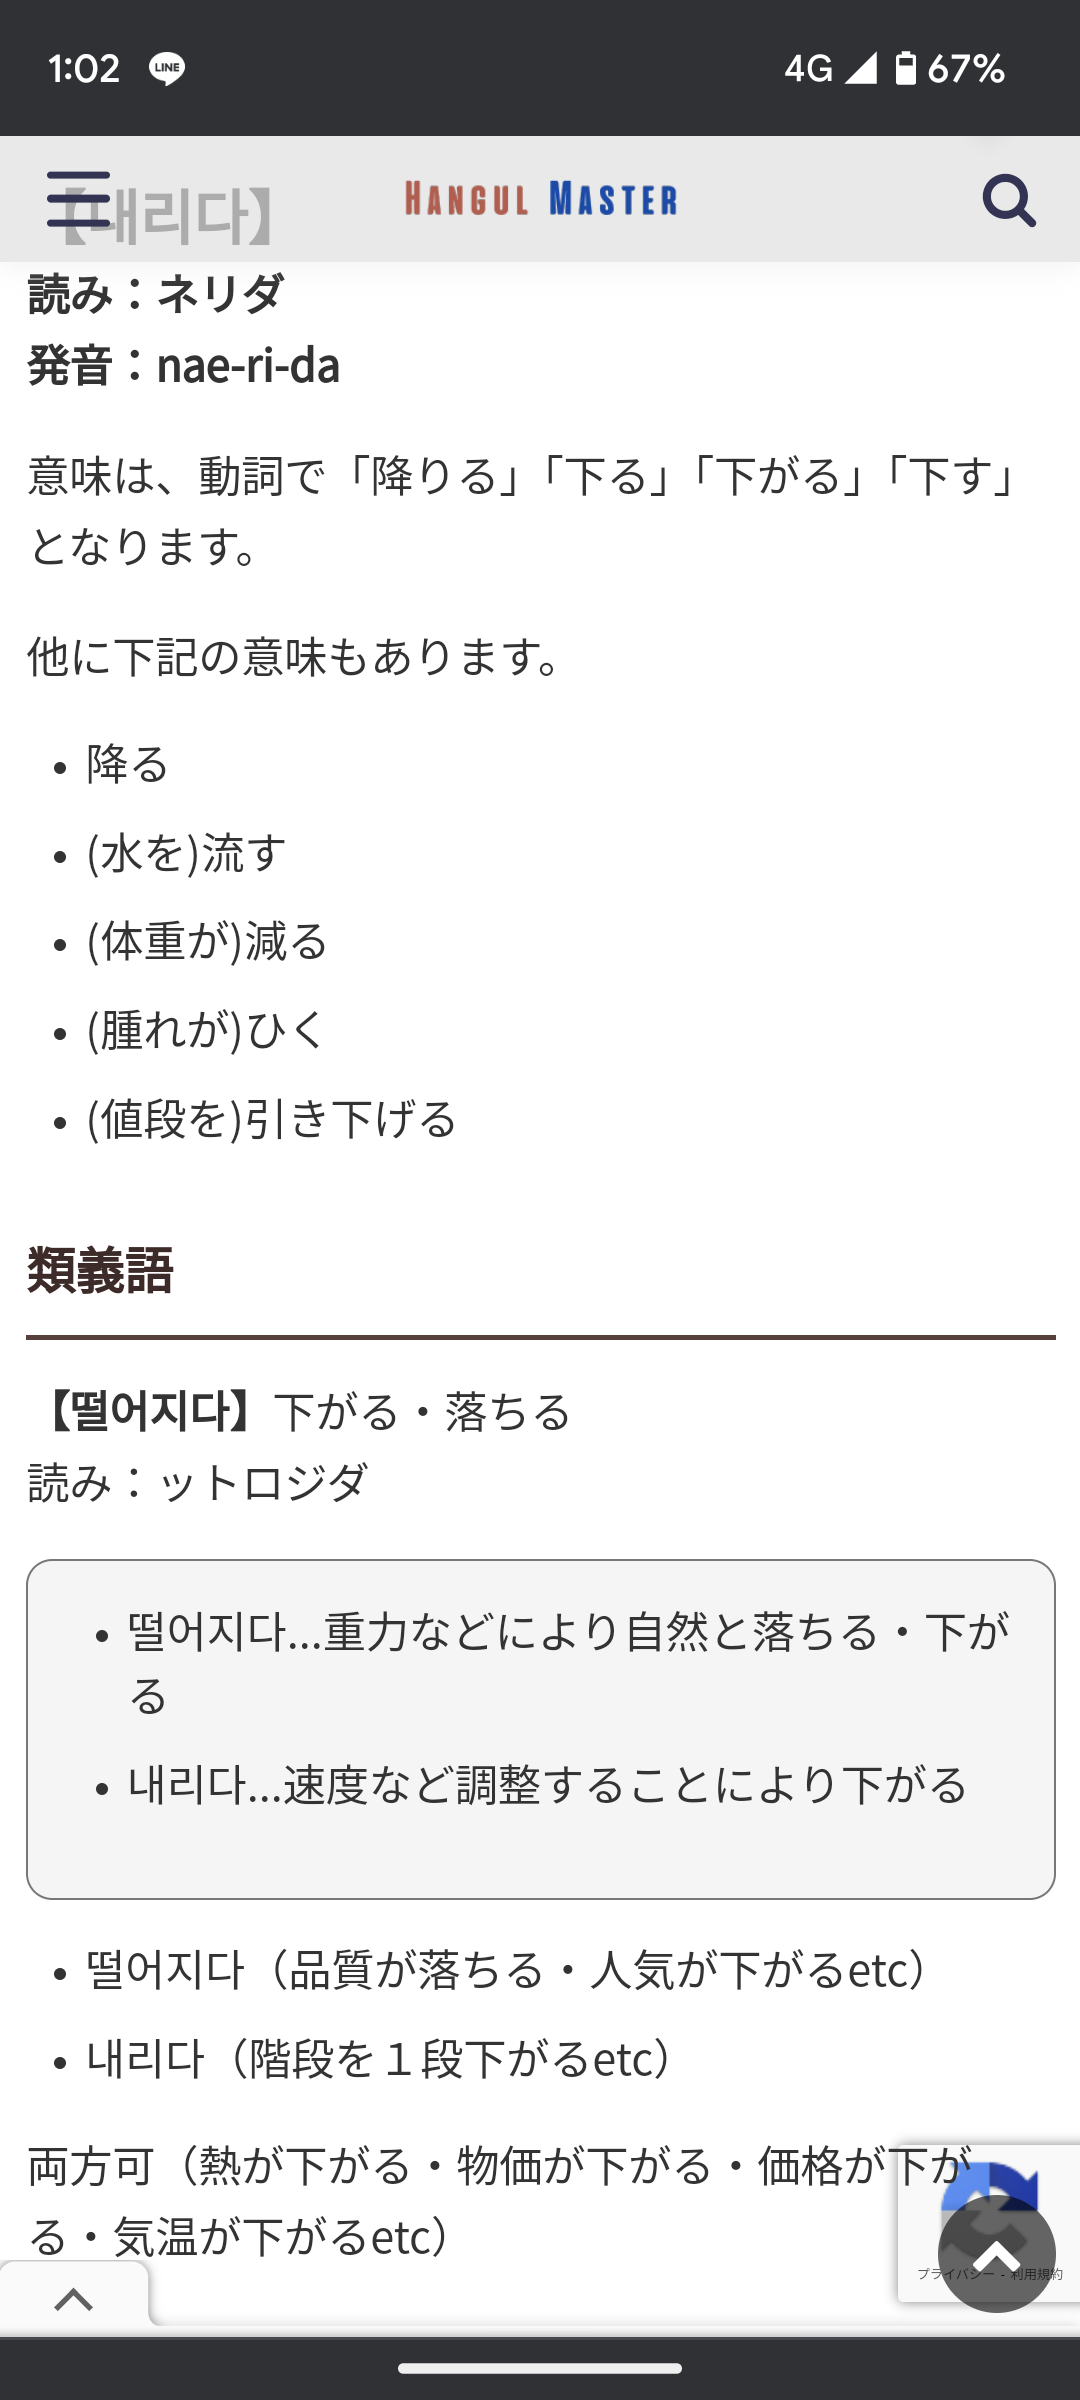 1:02 LINE 4G 67%
【내리다】 HANGUL MASTER
読み：ネリダ
発音：nae-ri-da
意味は、動詞で「降りる」「下る」「下がる」「下す」
となります。
他に下記の意味もあります。
• 降る
• (水を)流す
• (体重が)減る
• (腫れが)ひく
• (値段を)引き下げる
類義語
【떨어지다】下がる・落ちる
読み：ットロジダ
• 떨어지다...重力などにより自然と落ちる・下が
る
• 내리다...速度など調整することにより下がる
• 떨어지다（品質が落ちる・人気が下がるetc）
• 내리다（階段を１段下がるetc）
両方可（熱が下がる・物価が下がる・価格が下が
る・気温が下がるetc）
プライバシー - 利用規約